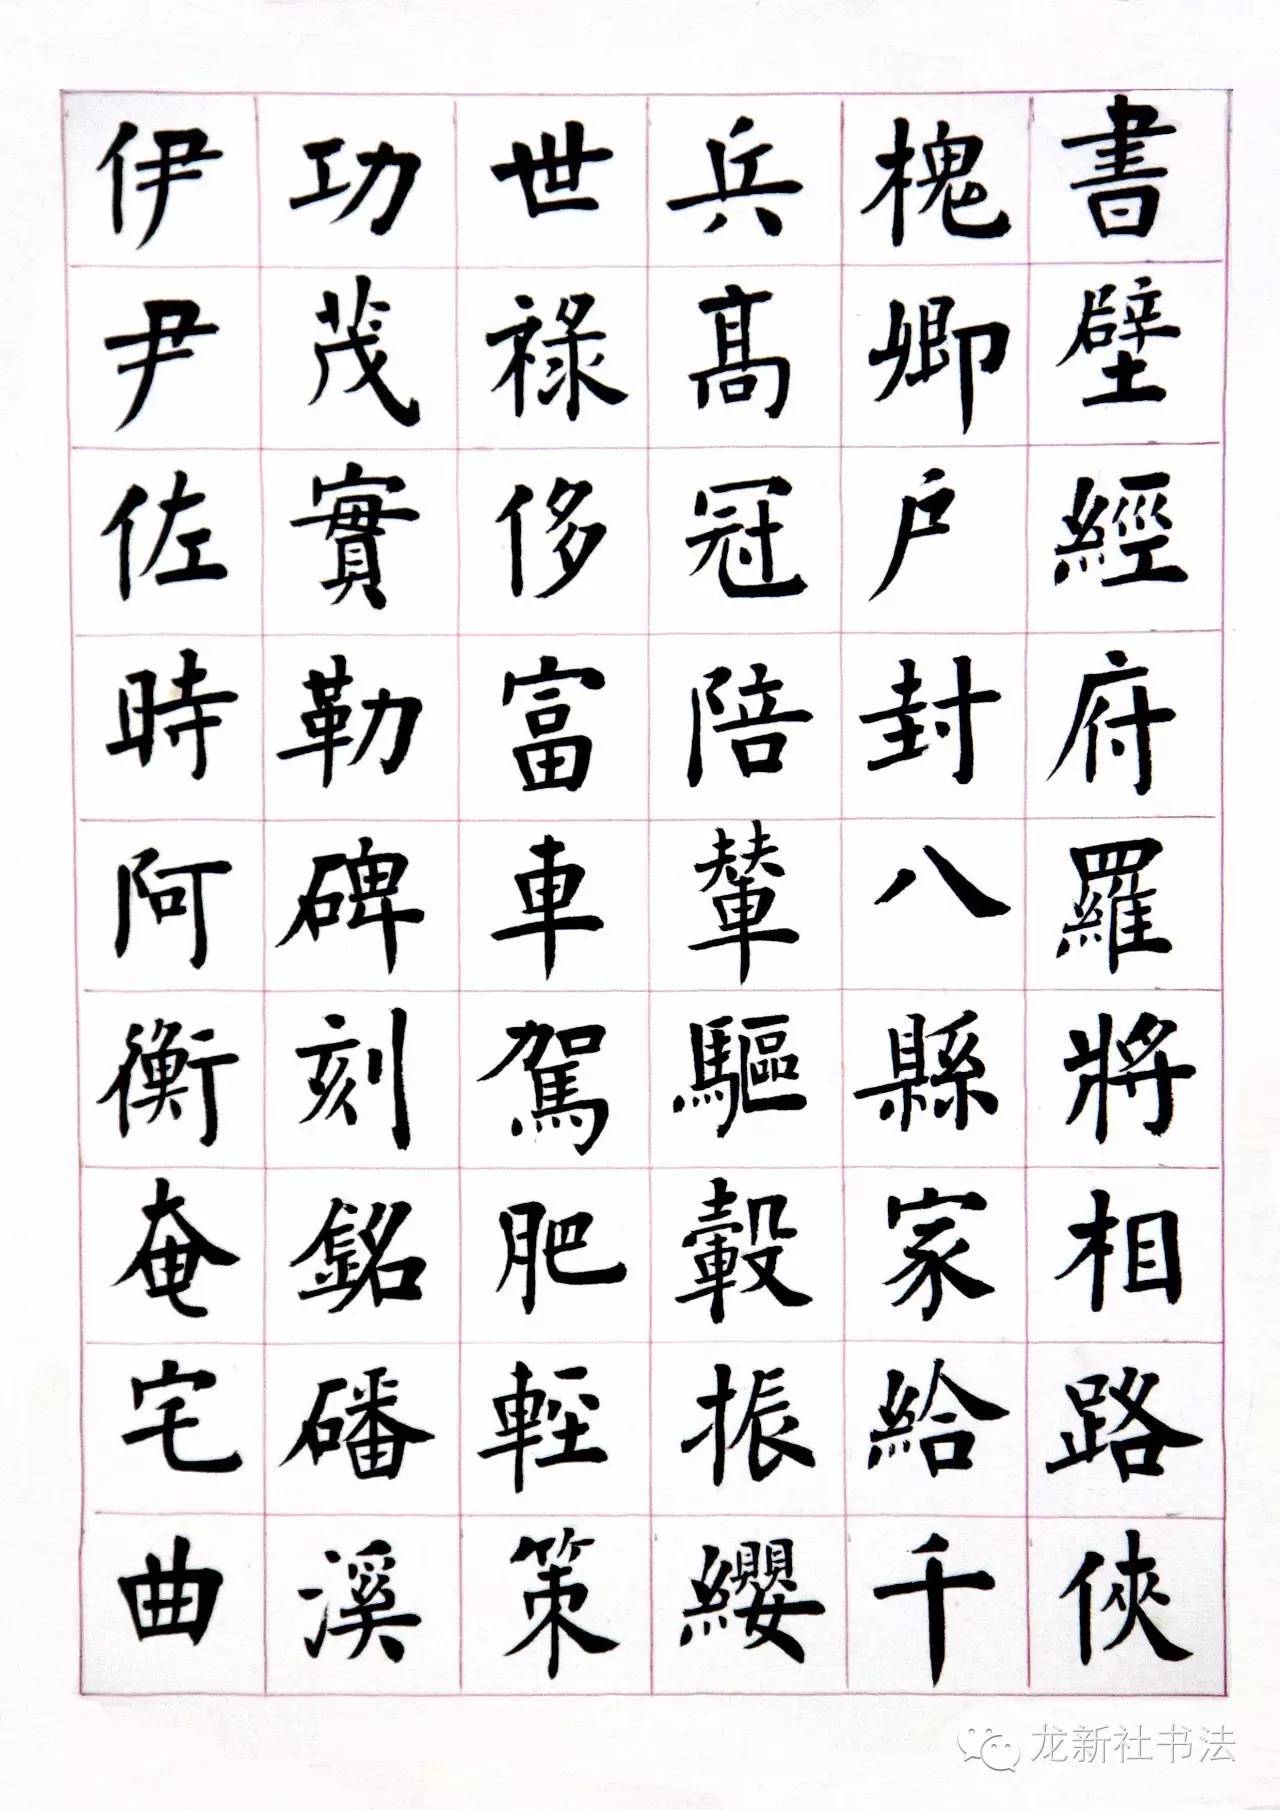 書壁經府羅將相路俠
槐卿户封八縣家給千
兵高冠陪輦驅轂振纓
世祿侈富車駕肥輕策
功茂實勒碑刻銘磻溪
伊尹佐時阿衡奄宅曲
龙新社书法